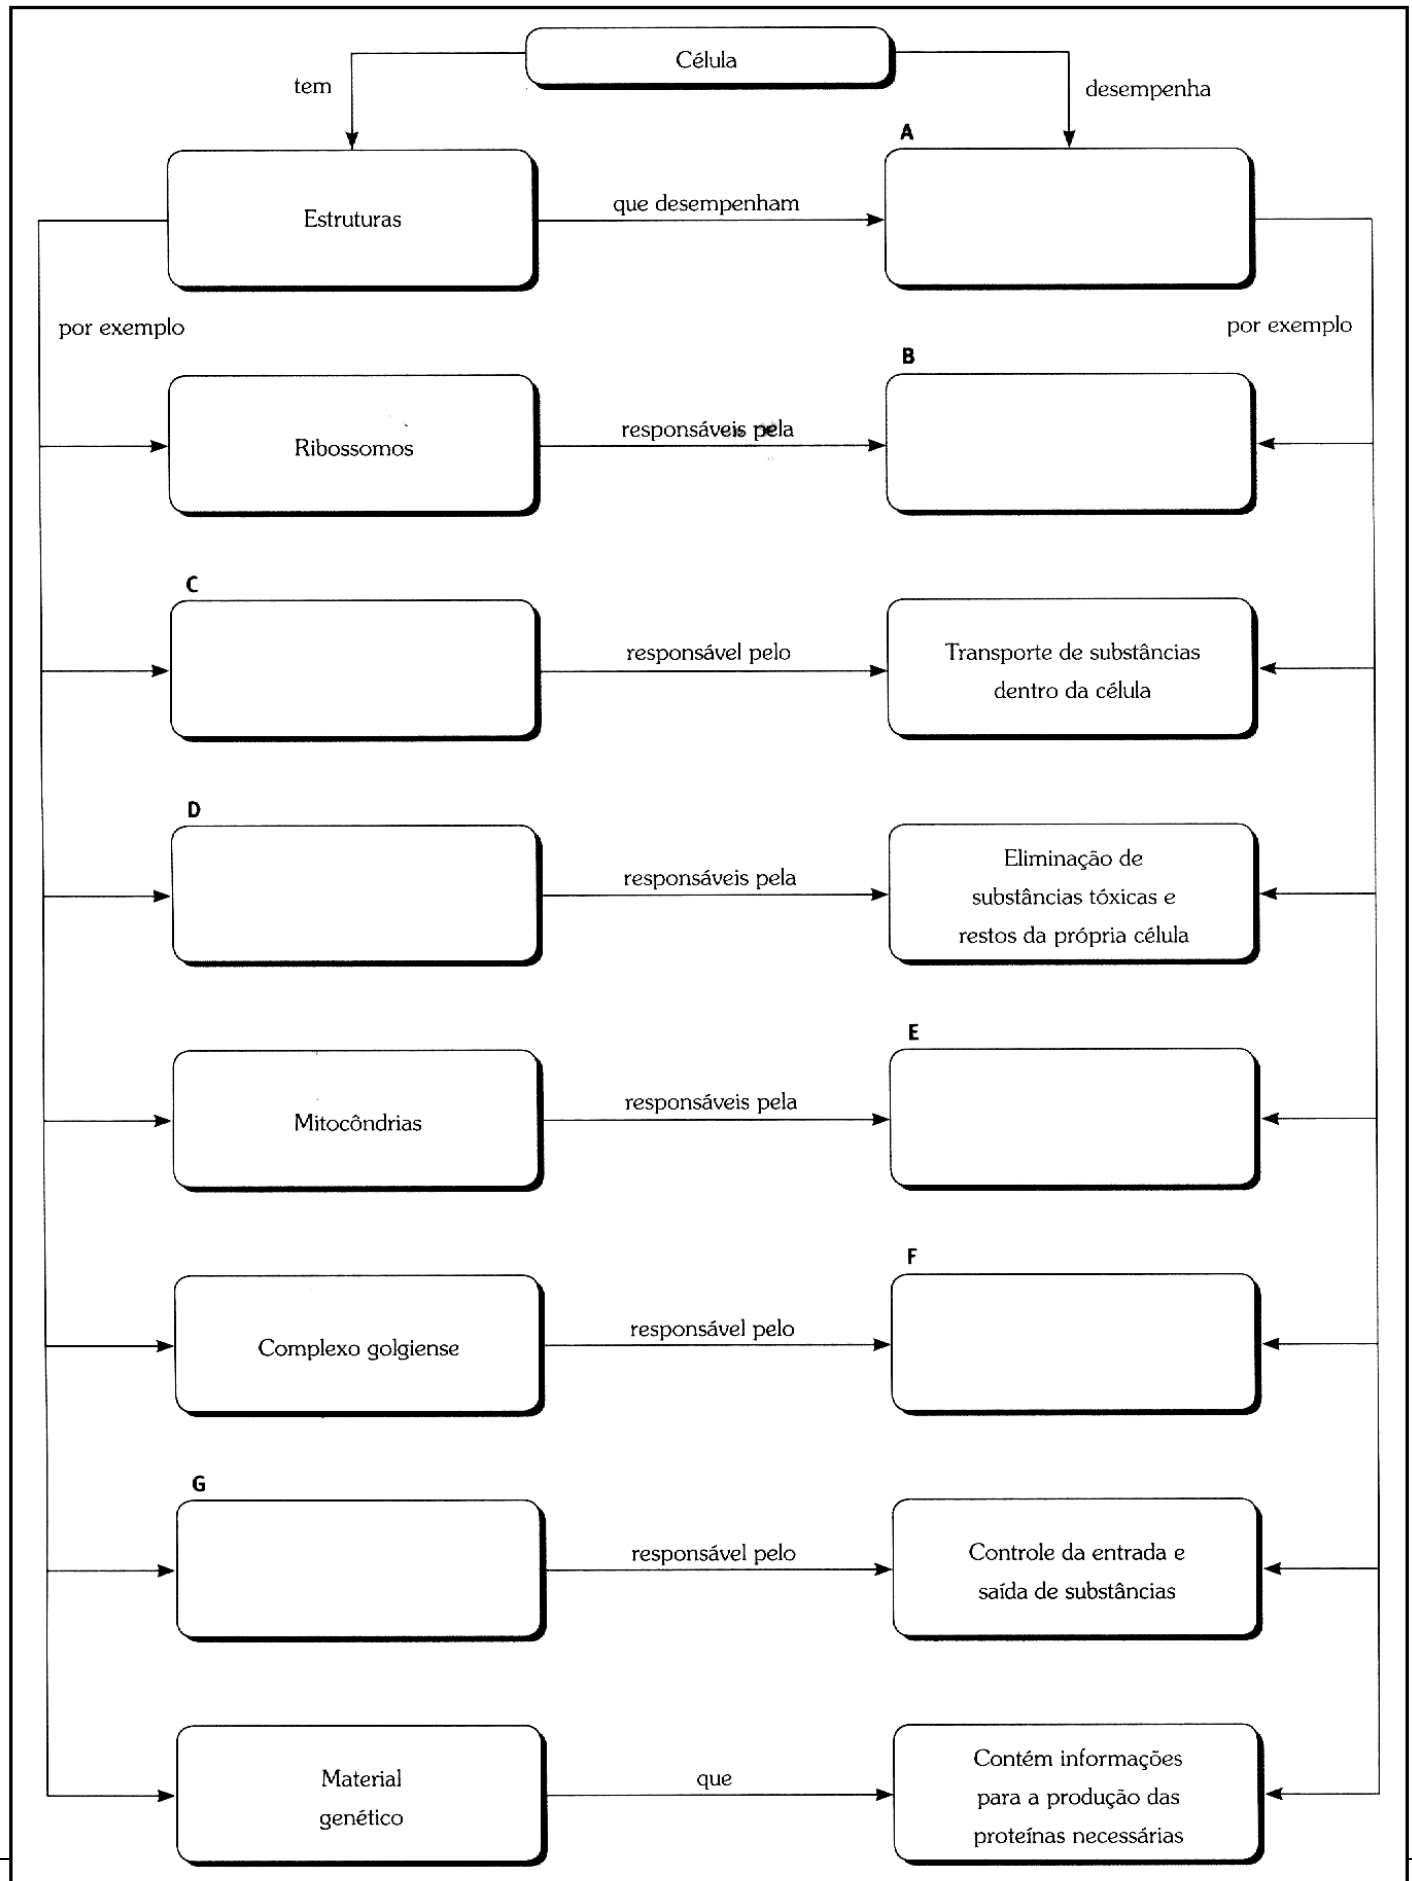 Célula
tem
desempenha
A
Estruturas
que desempenham
por exemplo
por exemplo
B
Ribossomos
responsáveis pela
C
responsável pelo
Transporte de substâncias
dentro da célula
D
responsáveis pela
Eliminação de
substâncias tóxicas e
restos da própria célula
E
Mitocôndrias
responsáveis pela
F
Complexo golgiense
responsável pelo
G
responsável pelo
Controle da entrada e
saída de substâncias
Material
genético
que
Contém informações
para a produção das
proteínas necessárias